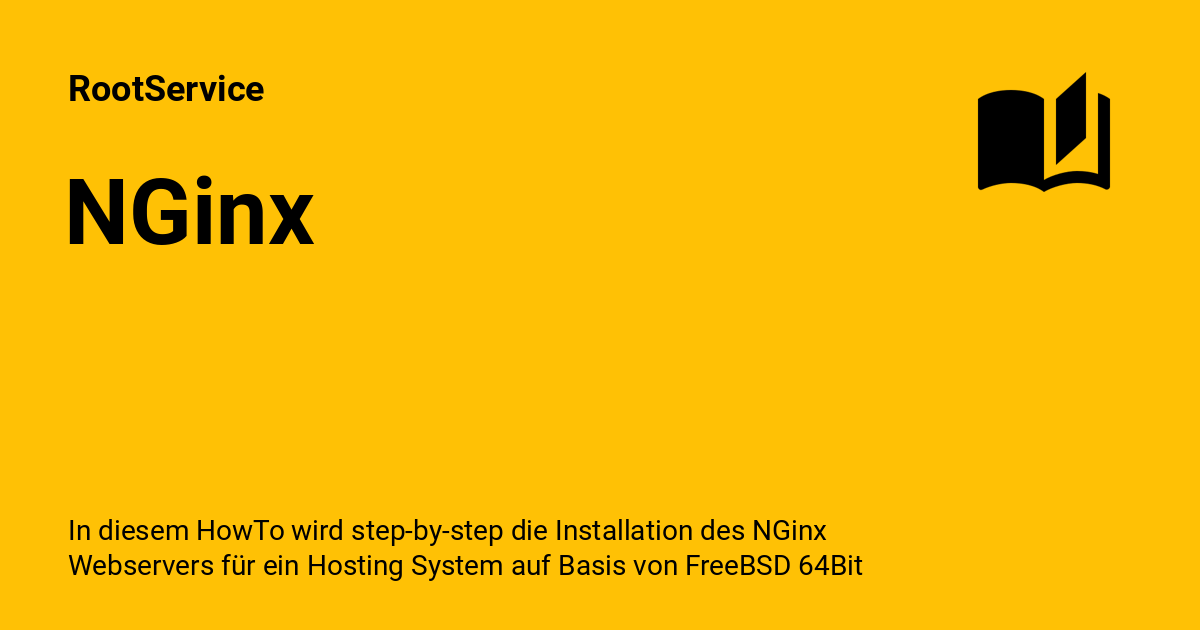 RootService
NGinx
In diesem HowTo wird step-by-step die Installation des NGinx
Webservers für ein Hosting System auf Basis von FreeBSD 64Bit